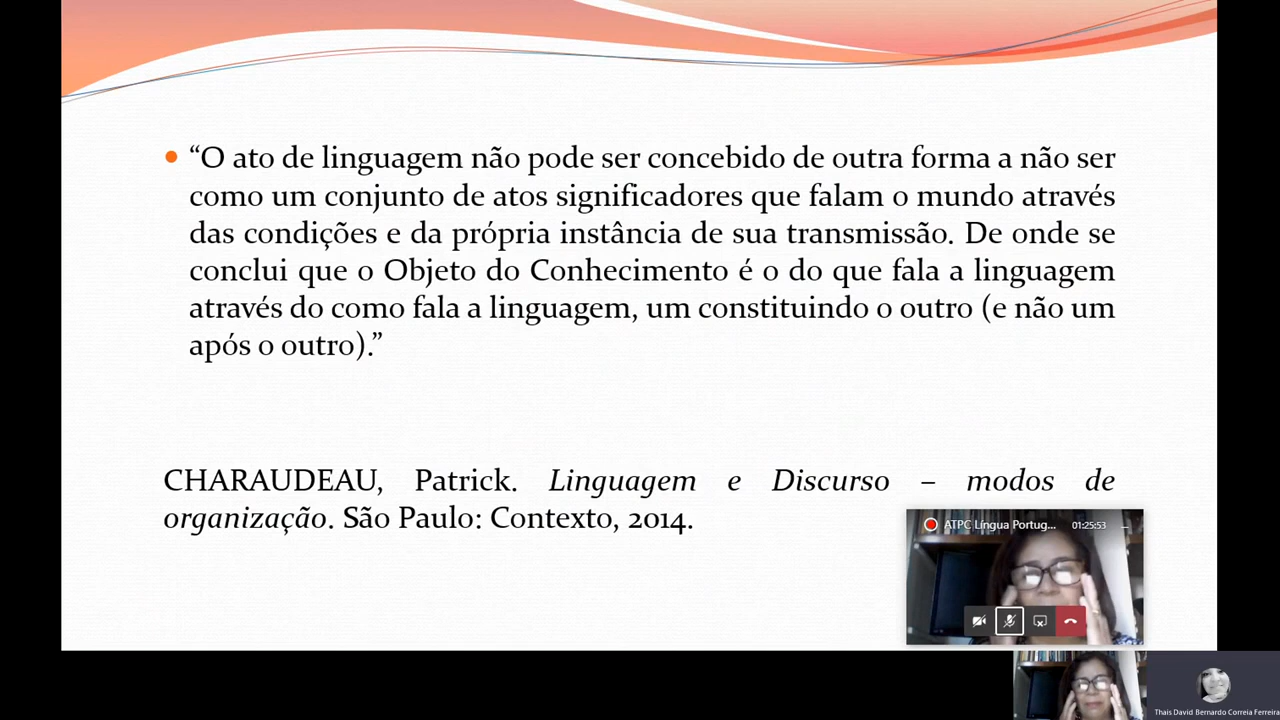 “O ato de linguagem não pode ser concebido de outra forma a não ser
como um conjunto de atos significadores que falam o mundo através
das condições e da própria instância de sua transmissão. De onde se
conclui que o Objeto do Conhecimento é o do que fala a linguagem
através do como fala a linguagem, um constituindo o outro (e não um
após o outro).”
CHARAUDEAU, Patrick. Linguagem e Discurso – modos de
organização. São Paulo: Contexto, 2014.
ATPC Língua Portug... 01:25:53
Thais David Bernardo Correia Ferreira